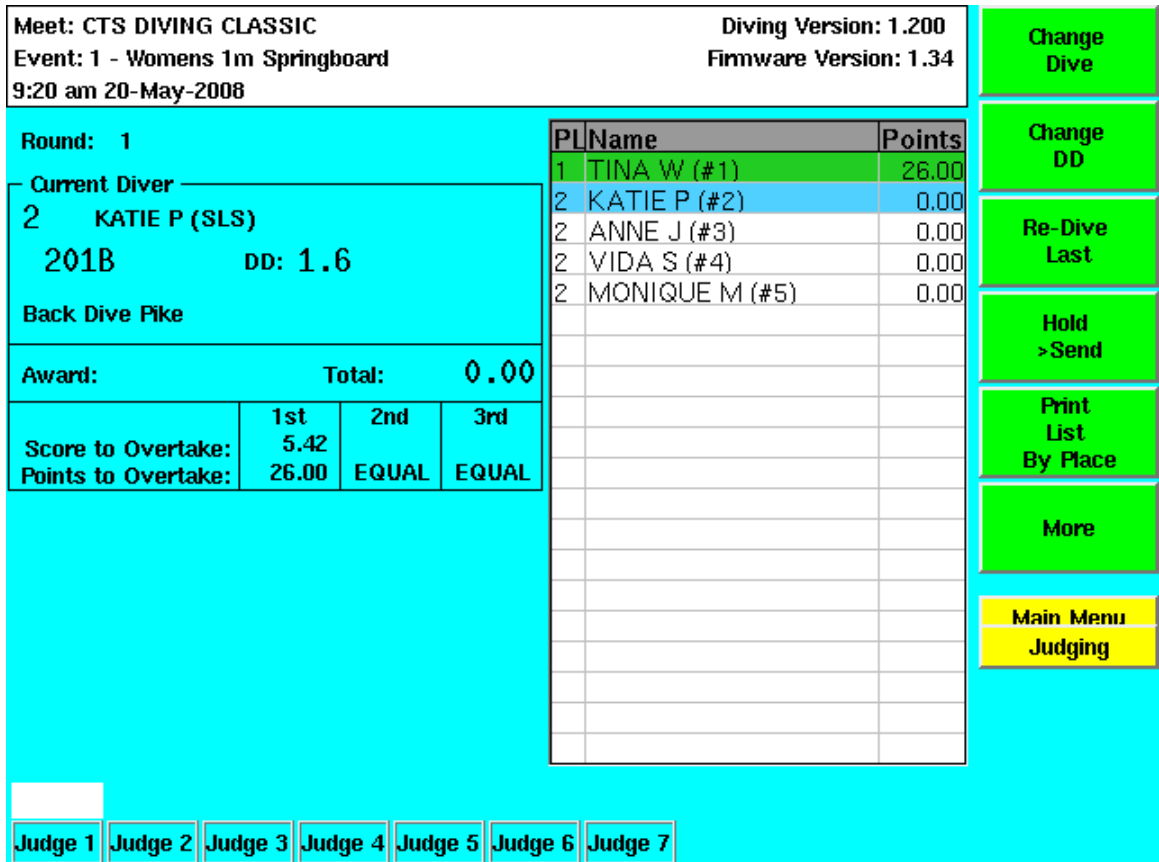 Meet: CTS DIVING CLASSIC
Diving Version: 1.200
Event: 1 - Womens 1m Springboard
Firmware Version: 1.34
9:20 am 20-May-2008
Round: 1
Current Diver
2 KATIE P (SLS)
201B DD: 1.6
Back Dive Pike
Award: Total: 0.00
1st 2nd 3rd
Score to Overtake: 5.42
Points to Overtake: 26.00 EQUAL EQUAL
PL Name Points
1 TINA W (#1) 26.00
2 KATIE P (#2) 0.00
2 ANNE J (#3) 0.00
2 VIDA S (#4) 0.00
2 MONIQUE M (#5) 0.00
Change
Dive
Change
DD
Re-Dive
Last
Hold
>Send
Print
List
By Place
More
Main Menu
Judging
Judge 1 Judge 2 Judge 3 Judge 4 Judge 5 Judge 6 Judge 7